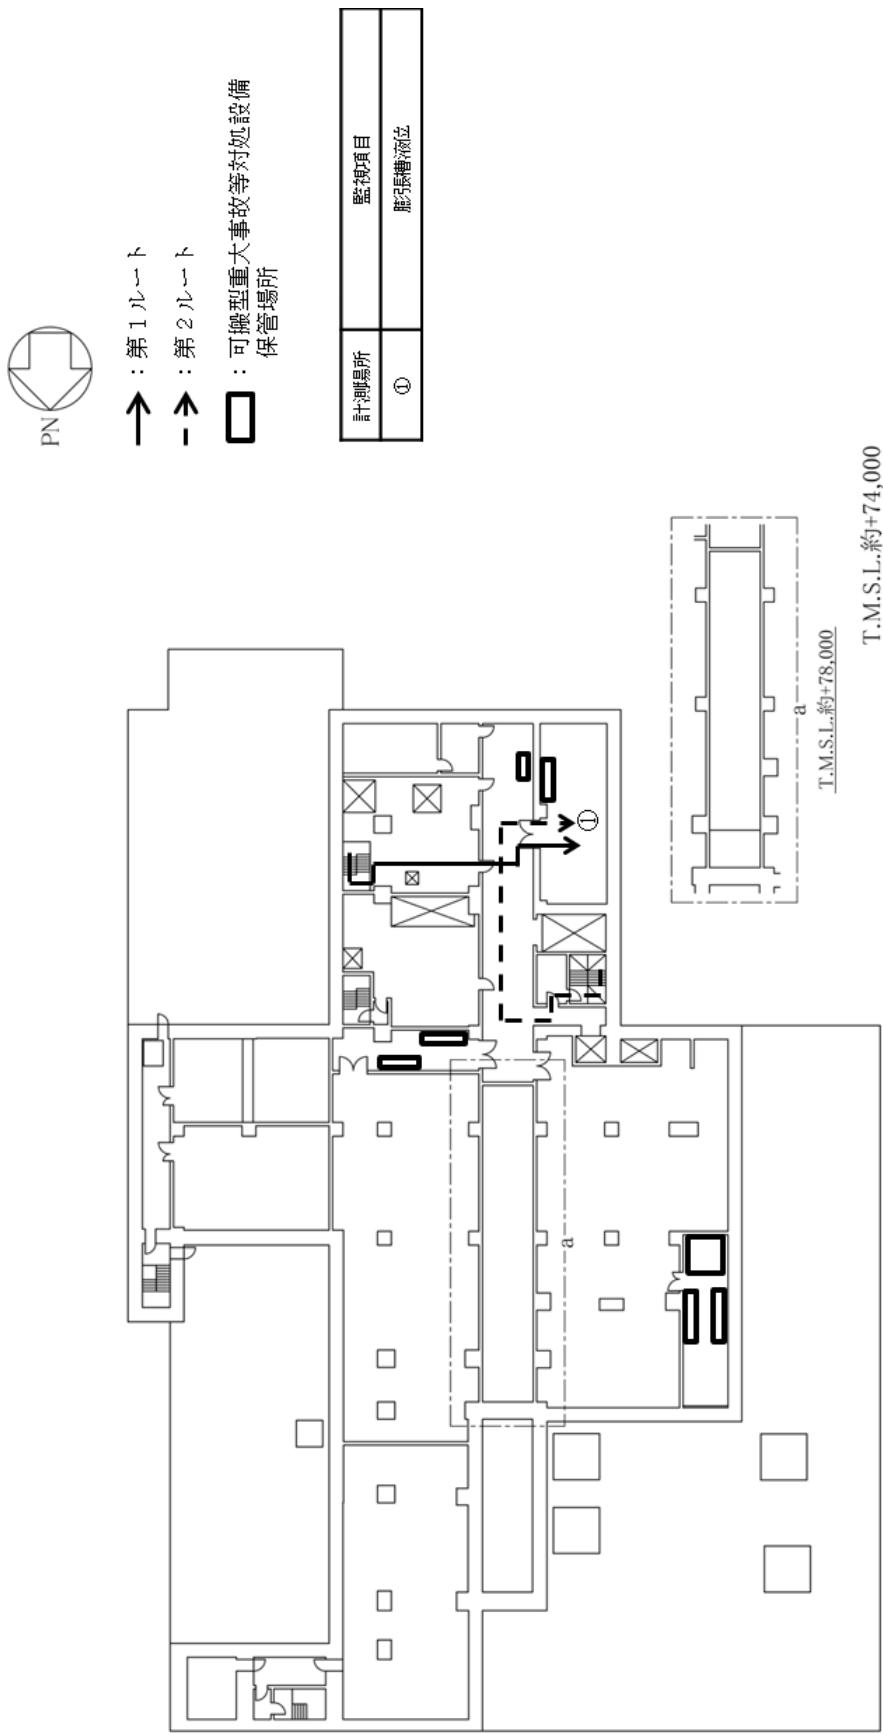 PN
：第１ルート
：第２ルート
：可搬型重大事故等対処設備
保管場所
計測場所 監視項目
① 膨張槽液位
①
a
a
T.M.S.L.約+78,000
T.M.S.L.約+74,000